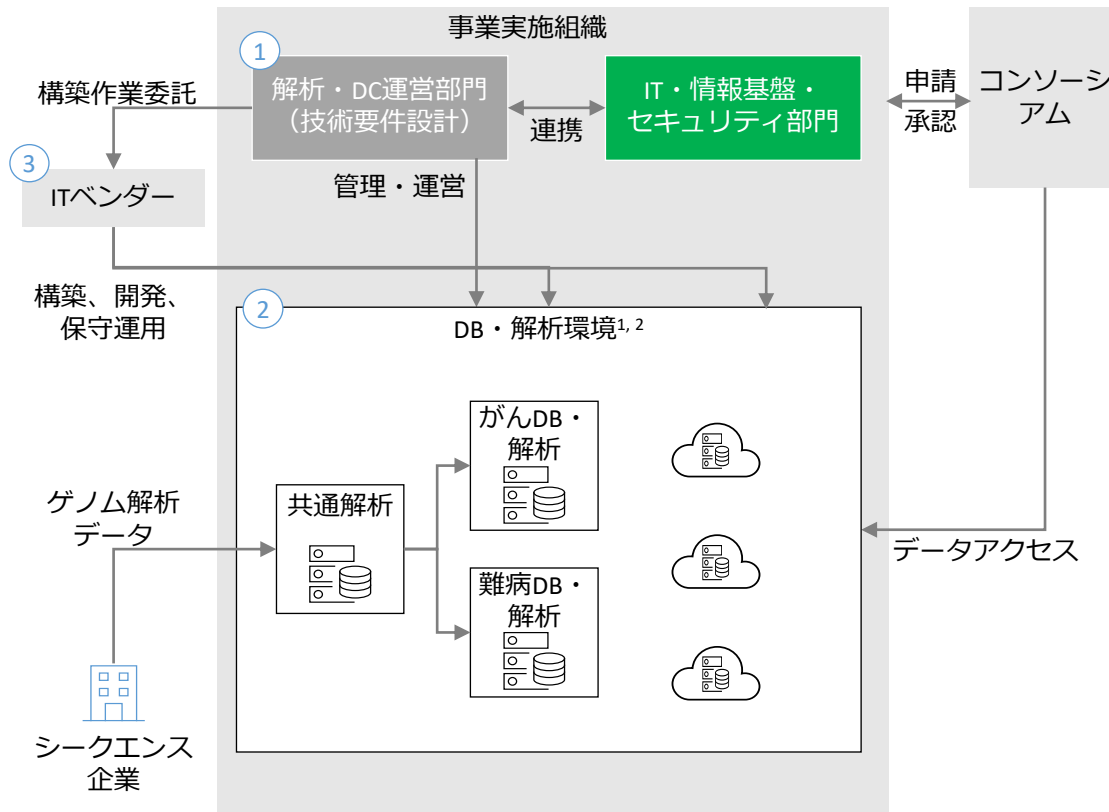 事業実施組織
①
解析・DC運営部門
（技術要件設計）
連携
IT・情報基盤・
セキュリティ部門
申請
承認
コンソーシ
アム
構築作業委託
③
ITベンダー
管理・運営
構築、開発、
保守運用
②
DB・解析環境1, 2
がんDB・
解析
共通解析
難病DB・
解析
ゲノム解析
データ
データアクセス
シークエンス
企業